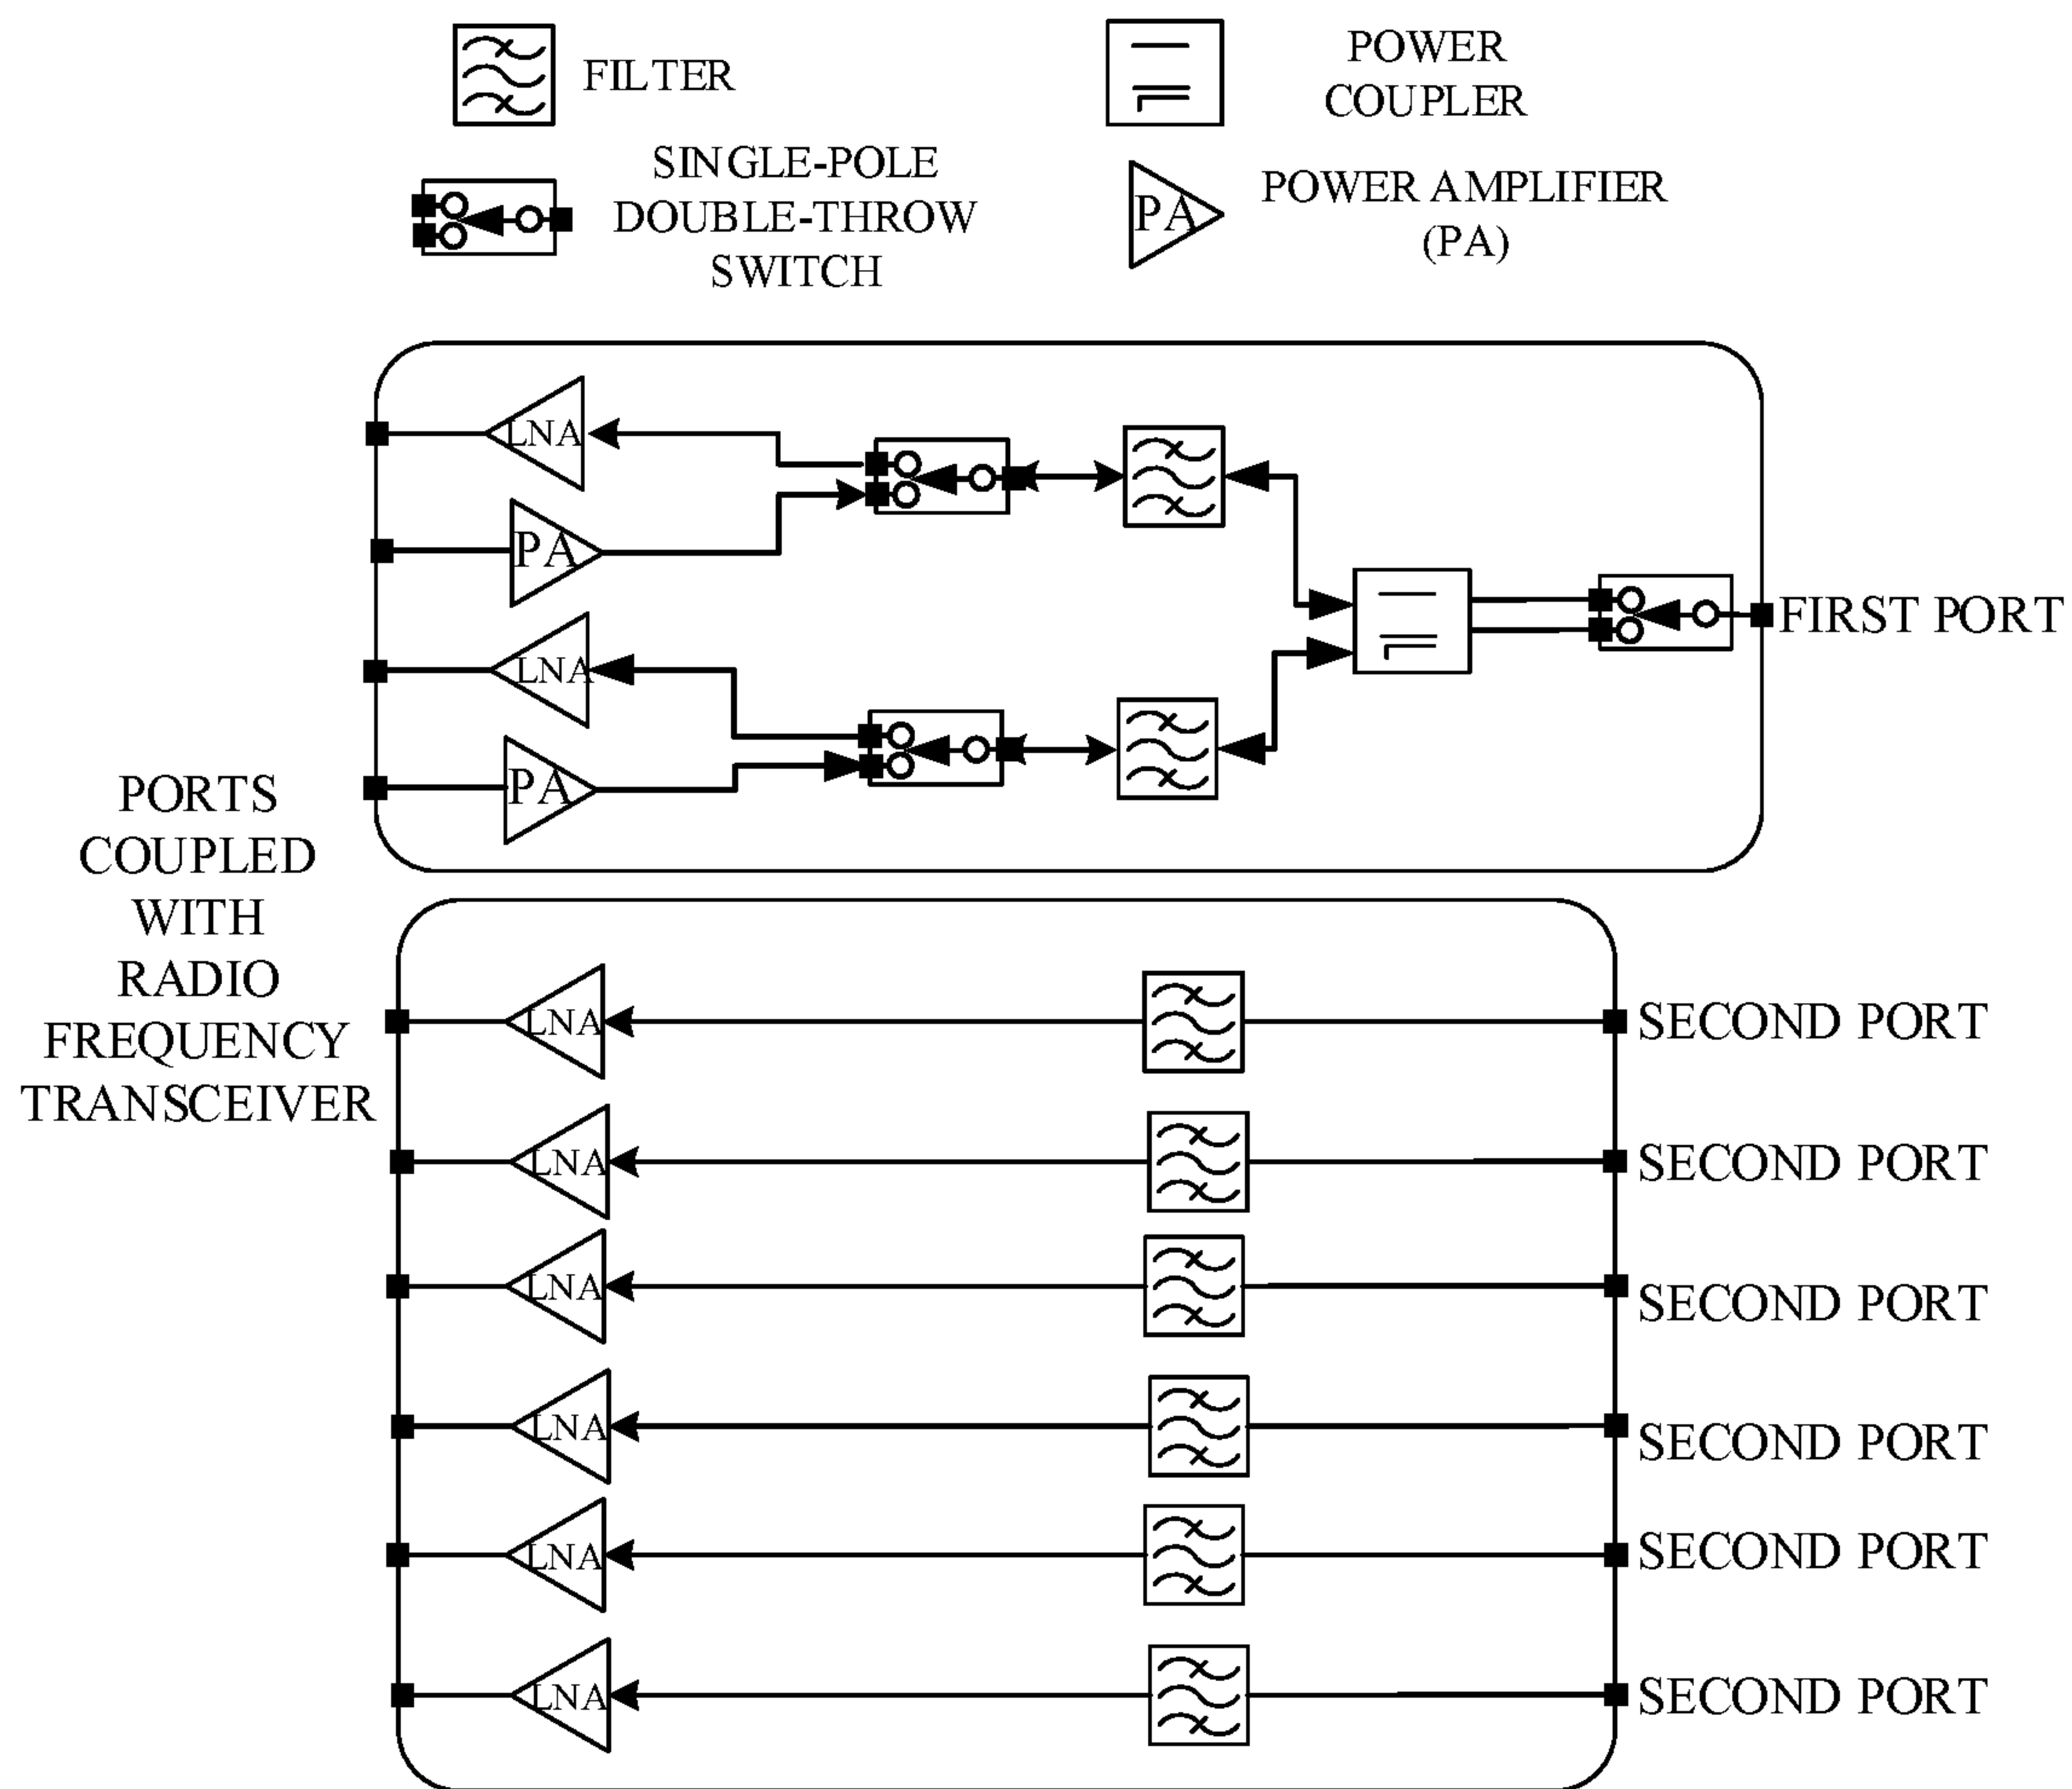 FILTER
POWER
COUPLER
SINGLE-POLE
DOUBLE-THROW
SWITCH
PA
POWER AMPLIFIER
(PA)
LNA
PA
FIRST PORT
LNA
PA
PORTS
COUPLED
WITH
RADIO
FREQUENCY
TRANSCEIVER
LNA
SECOND PORT
LNA
SECOND PORT
LNA
SECOND PORT
LNA
SECOND PORT
LNA
SECOND PORT
LNA
SECOND PORT